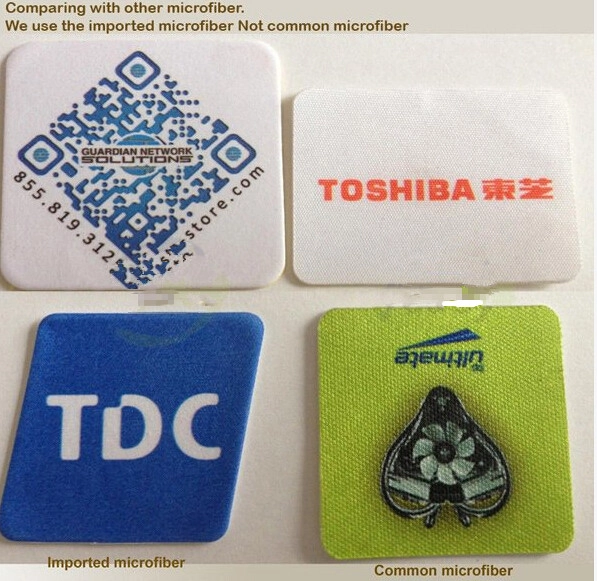 Comparing with other microfiber.
We use the imported microfiber Not common microfiber
GUARDIAN NETWORK
SOLUTIONS
855.819.312
store.com
TOSHIBA 東芝
TDC
ultimate
Imported microfiber
Common microfiber